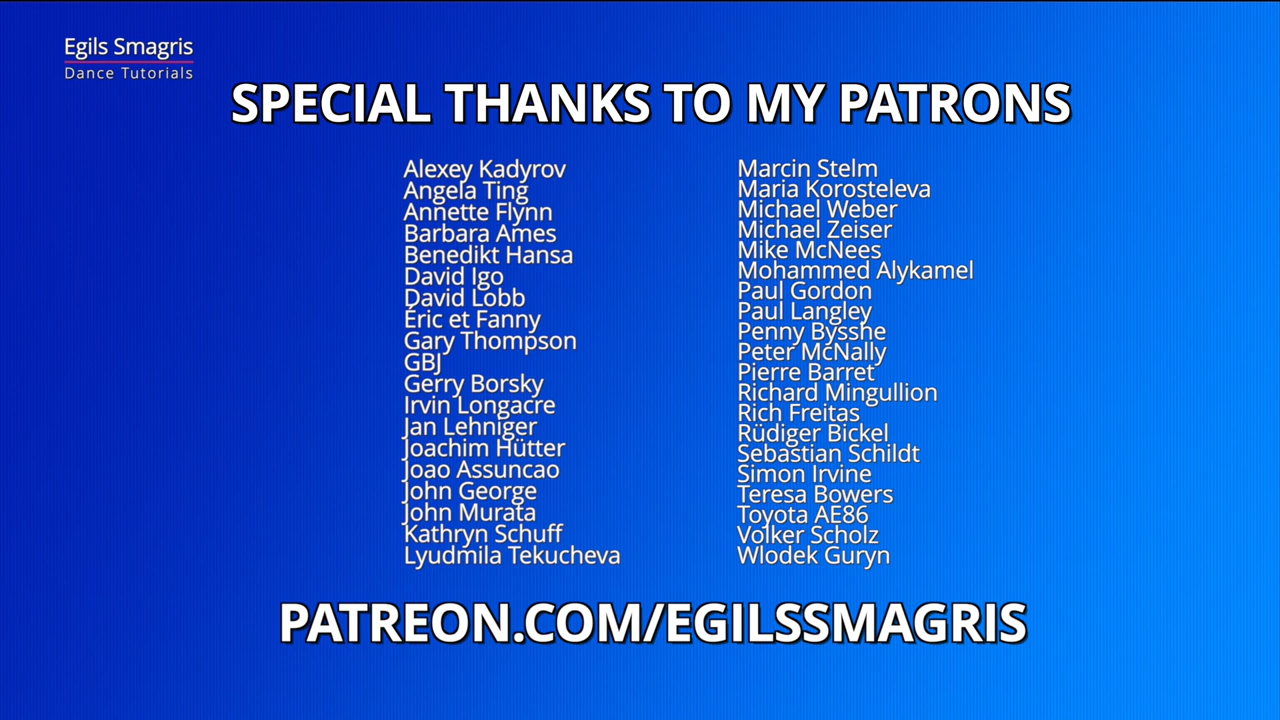 Egils Smagris
Dance Tutorials
SPECIAL THANKS TO MY PATRONS
Alexey Kadyrov
Angela Ting
Annette Flynn
Barbara Ames
Benedikt Hansa
David Igo
David Lobb
Éric et Fanny
Gary Thompson
GBJ
Gerry Borsky
Irvin Longacre
Jan Lehniger
Joachim Hütter
Joao Assuncao
John George
John Murata
Kathryn Schuff
Lyudmila Tekucheva
Marcin Stelm
Maria Korosteleva
Michael Weber
Michael Zeiser
Mike McNees
Mohammed Alykamel
Paul Gordon
Paul Langley
Penny Bysshe
Peter McNally
Pierre Barret
Richard Mingullion
Rich Freitas
Rüdiger Bickel
Sebastian Schildt
Simon Irvine
Teresa Bowers
Toyota AE86
Volker Scholz
Wlodek Guryn
PATREON.COM/EGILSSMAGRIS